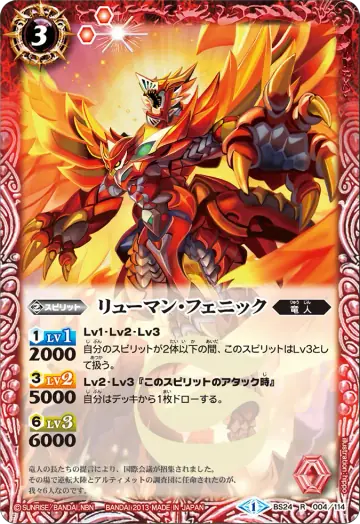 3
②スピリット
リューマン・フェニック
りゅう じん
竜人
1 LV1
2000
3 LV2
5000
6 LV3
6000
Lv1・Lv2・Lv3
自分のスピリットが2体以下の間、このスピリットはLv3とし
て扱う。
Lv2・Lv3『このスピリットのアタック時』
自分はデッキから1枚ドローする。
竜人の長たちの提言により、国際会議が招集されました。
その場で逆転大陸とアルティメットの調査団に任命されたのが、
我々6人なのです。
©SUNRISE/BANDAI, NBN BANDAI 2013 MADE IN JAPAN
1
BS24 R 004/114